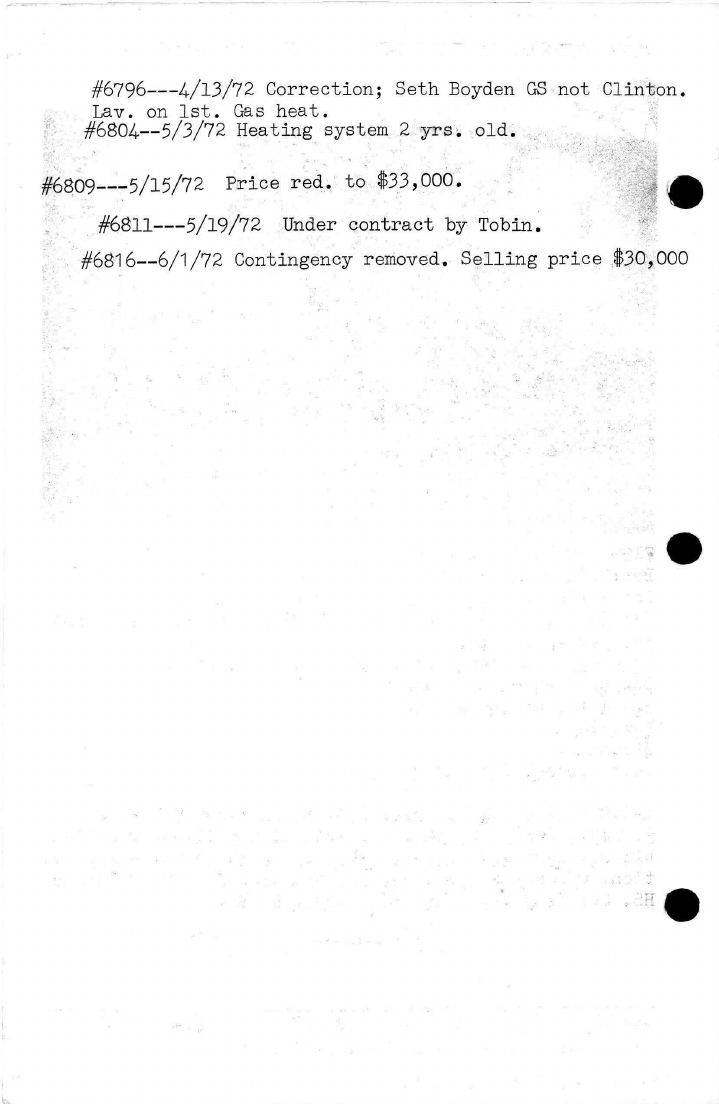 #6796---4/13/72 Correction; Seth Boyden GS not Clinton.
Lav. on 1st. Gas heat.
#6804--5/3/72 Heating system 2 yrs. old.
#6809---5/15/72 Price red. to $33,000.
#6811---5/19/72 Under contract by Tobin.
#6816--6/1/72 Contingency removed. Selling price $30,000